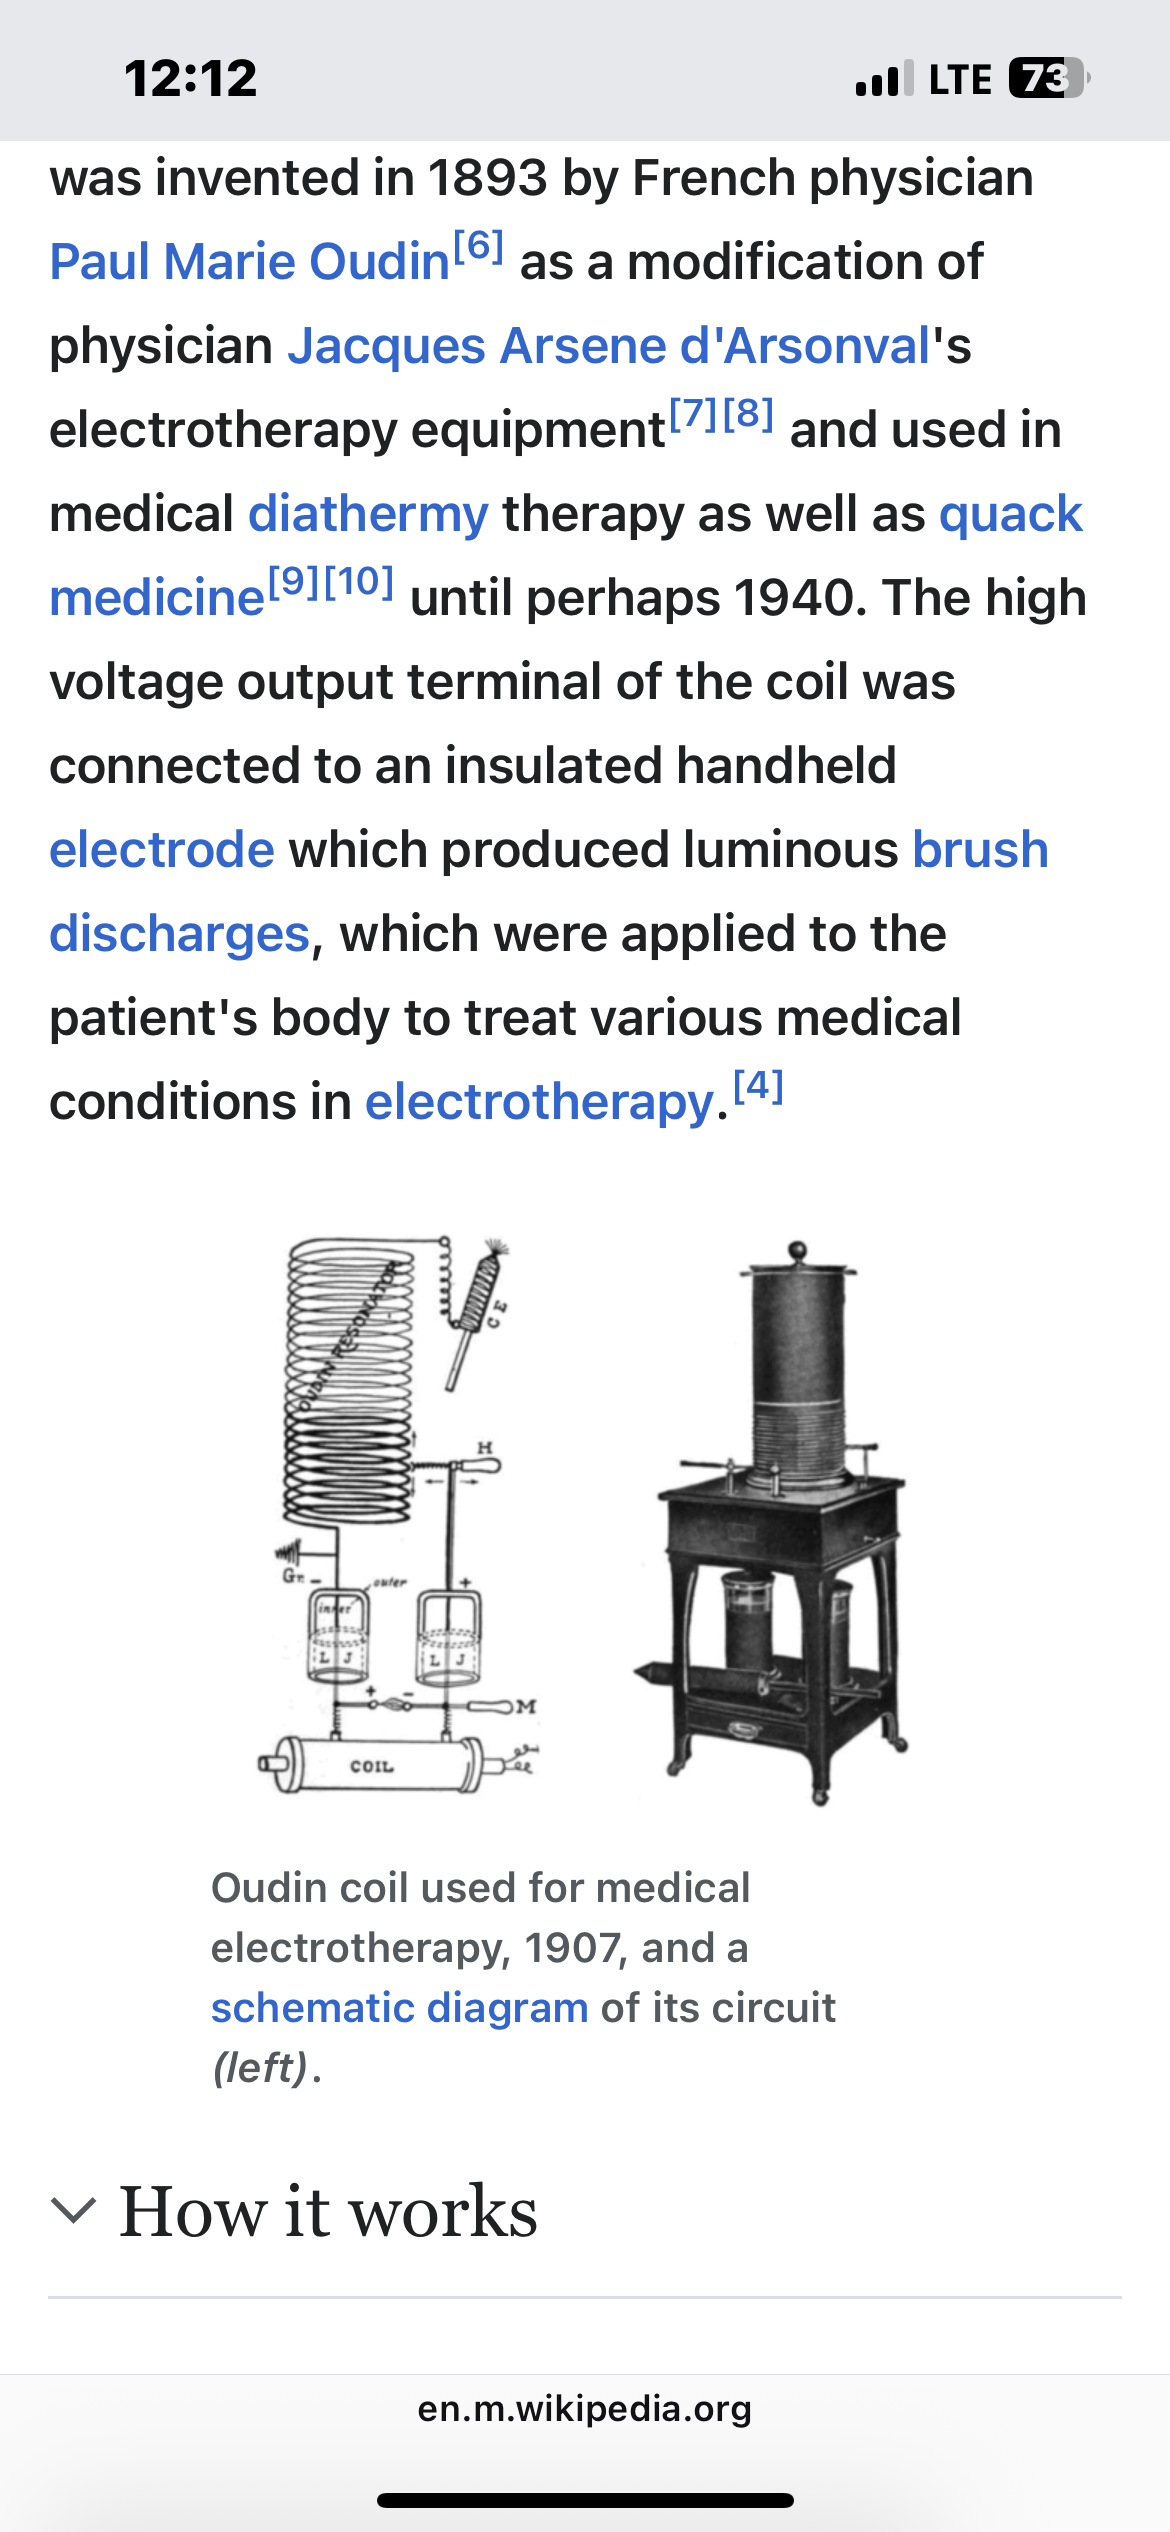 12:12 LTE 73
was invented in 1893 by French physician
Paul Marie Oudin[6] as a modification of
physician Jacques Arsene d'Arsonval's
electrotherapy equipment[7][8] and used in
medical diathermy therapy as well as quack
medicine[9][10] until perhaps 1940. The high
voltage output terminal of the coil was
connected to an insulated handheld
electrode which produced luminous brush
discharges, which were applied to the
patient's body to treat various medical
conditions in electrotherapy.[4]
OUDIN RESONATOR
C E
H
Gr. -
outer
+
inner
L J
L J
+ -
M
COIL
Oudin coil used for medical
electrotherapy, 1907, and a
schematic diagram of its circuit
(left).
How it works
en.m.wikipedia.org